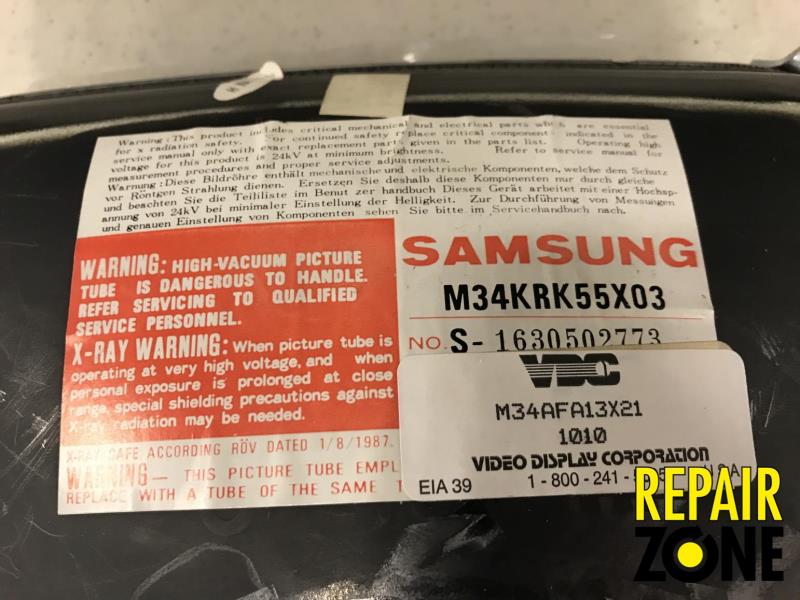 Warning: This product includes critical mechanical and electrical parts which are essential
for x radiation safety. For continued safety replace critical components indicated in the
service manual only with exact replacement parts given in the parts list. Operating high
voltage for this product is 24kV at minimum brightness. Refer to service manual for
measurement procedures and proper service adjustments.
Warnung: Diese Bildröhre enthält mechanische und elektrische Komponenten, welche dem Schutz
vor Röntgen Strahlung dienen. Ersetzen Sie deshalb diese Komponenten nur durch gleiche
und beachten Sie die Teililiste im Benut zer handbuch Dieses Gerät arbeitet mit einer Hochsp-
annung von 24kV bei minimaler Einstellung der Helligkeit. Zur Durchführung von Messungen
und genauen Einstellung von Komponenten sehen Sie bitte im Servicehandbuch nach.
WARNING: HIGH-VACUUM PICTURE
TUBE IS DANGEROUS TO HANDLE.
REFER SERVICING TO QUALIFIED
SERVICE PERSONNEL.
X-RAY WARNING: When picture tube is
operating at very high voltage, and when
personal exposure is prolonged at close
range, special shielding precautions against
X-ray radiation may be needed.
X-RAY SAFE ACCORDING RÖV DATED 1/8/1987.
WARNING— THIS PICTURE TUBE EMPL
REPLACE WITH A TUBE OF THE SAME T
SAMSUNG
M34KRK55X03
NO. S- 1630502773
VDC
M34AFA13X21
1010
VIDEO DISPLAY CORPORATION
EIA 39 1-800-241-
REPAIR
ZONE